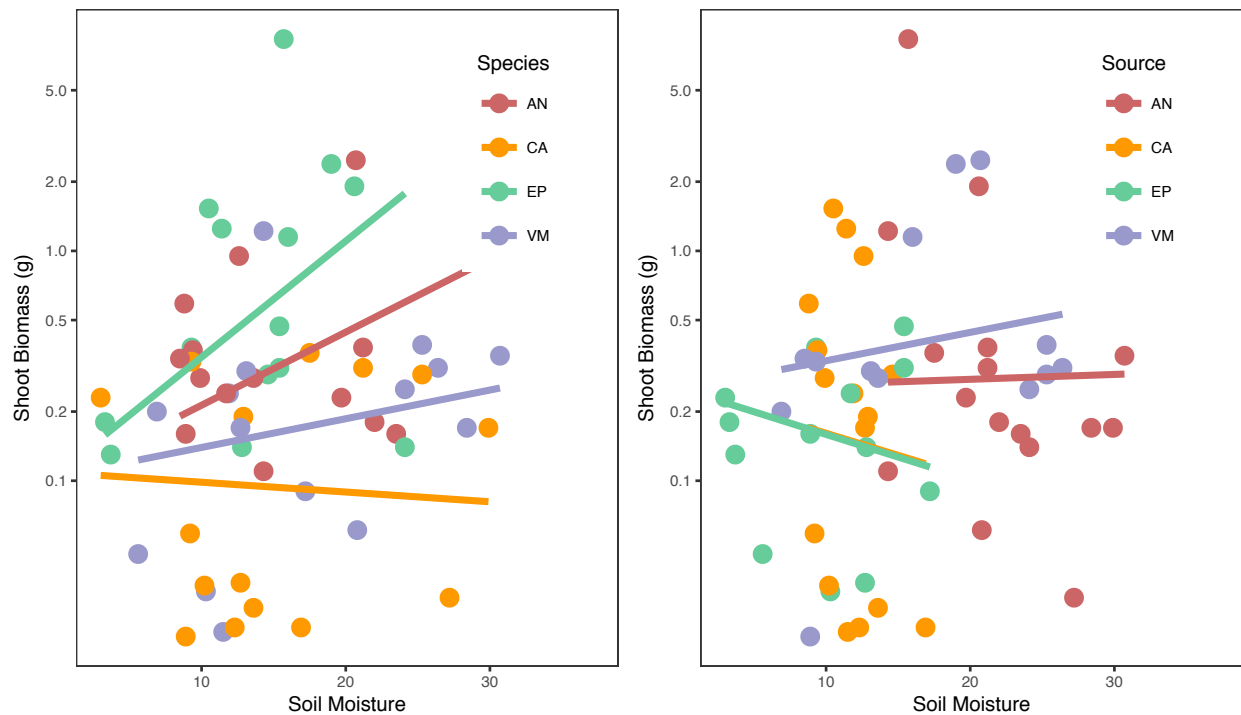 Species
AN
CA
EP
VM
5.0
2.0
1.0
0.5
0.2
0.1
Shoot Biomass (g)
10
20
30
Soil Moisture
Source
AN
CA
EP
VM
5.0
2.0
1.0
0.5
0.2
0.1
Shoot Biomass (g)
10
20
30
Soil Moisture